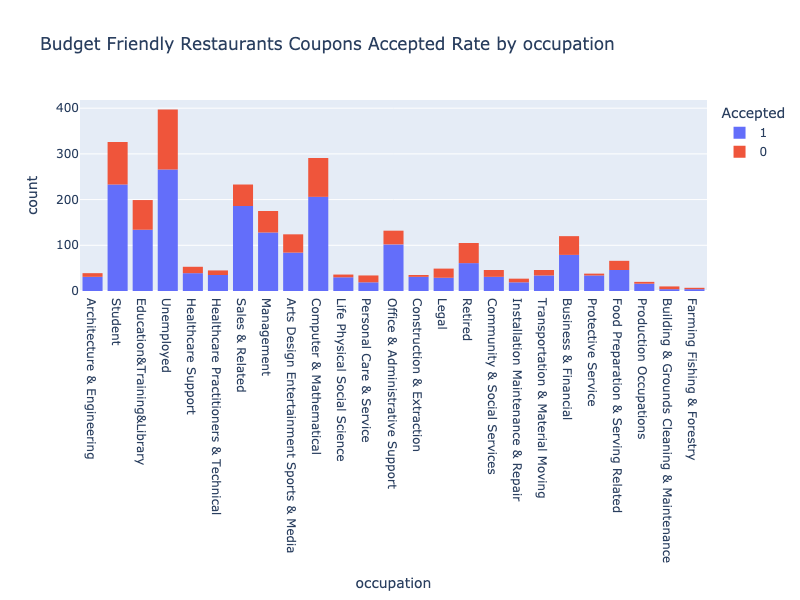 Budget Friendly Restaurants Coupons Accepted Rate by occupation
Accepted
1
0
400
300
200
100
0
count
Architecture & Engineering
Student
Education&Training&Library
Unemployed
Healthcare Support
Healthcare Practitioners & Technical
Sales & Related
Management
Arts Design Entertainment Sports & Media
Computer & Mathematical
Life Physical Social Science
Personal Care & Service
Office & Administrative Support
Construction & Extraction
Legal
Retired
Community & Social Services
Installation Maintenance & Repair
Transportation & Material Moving
Business & Financial
Protective Service
Food Preparation & Serving Related
Production Occupations
Building & Grounds Cleaning & Maintenance
Farming Fishing & Forestry
occupation